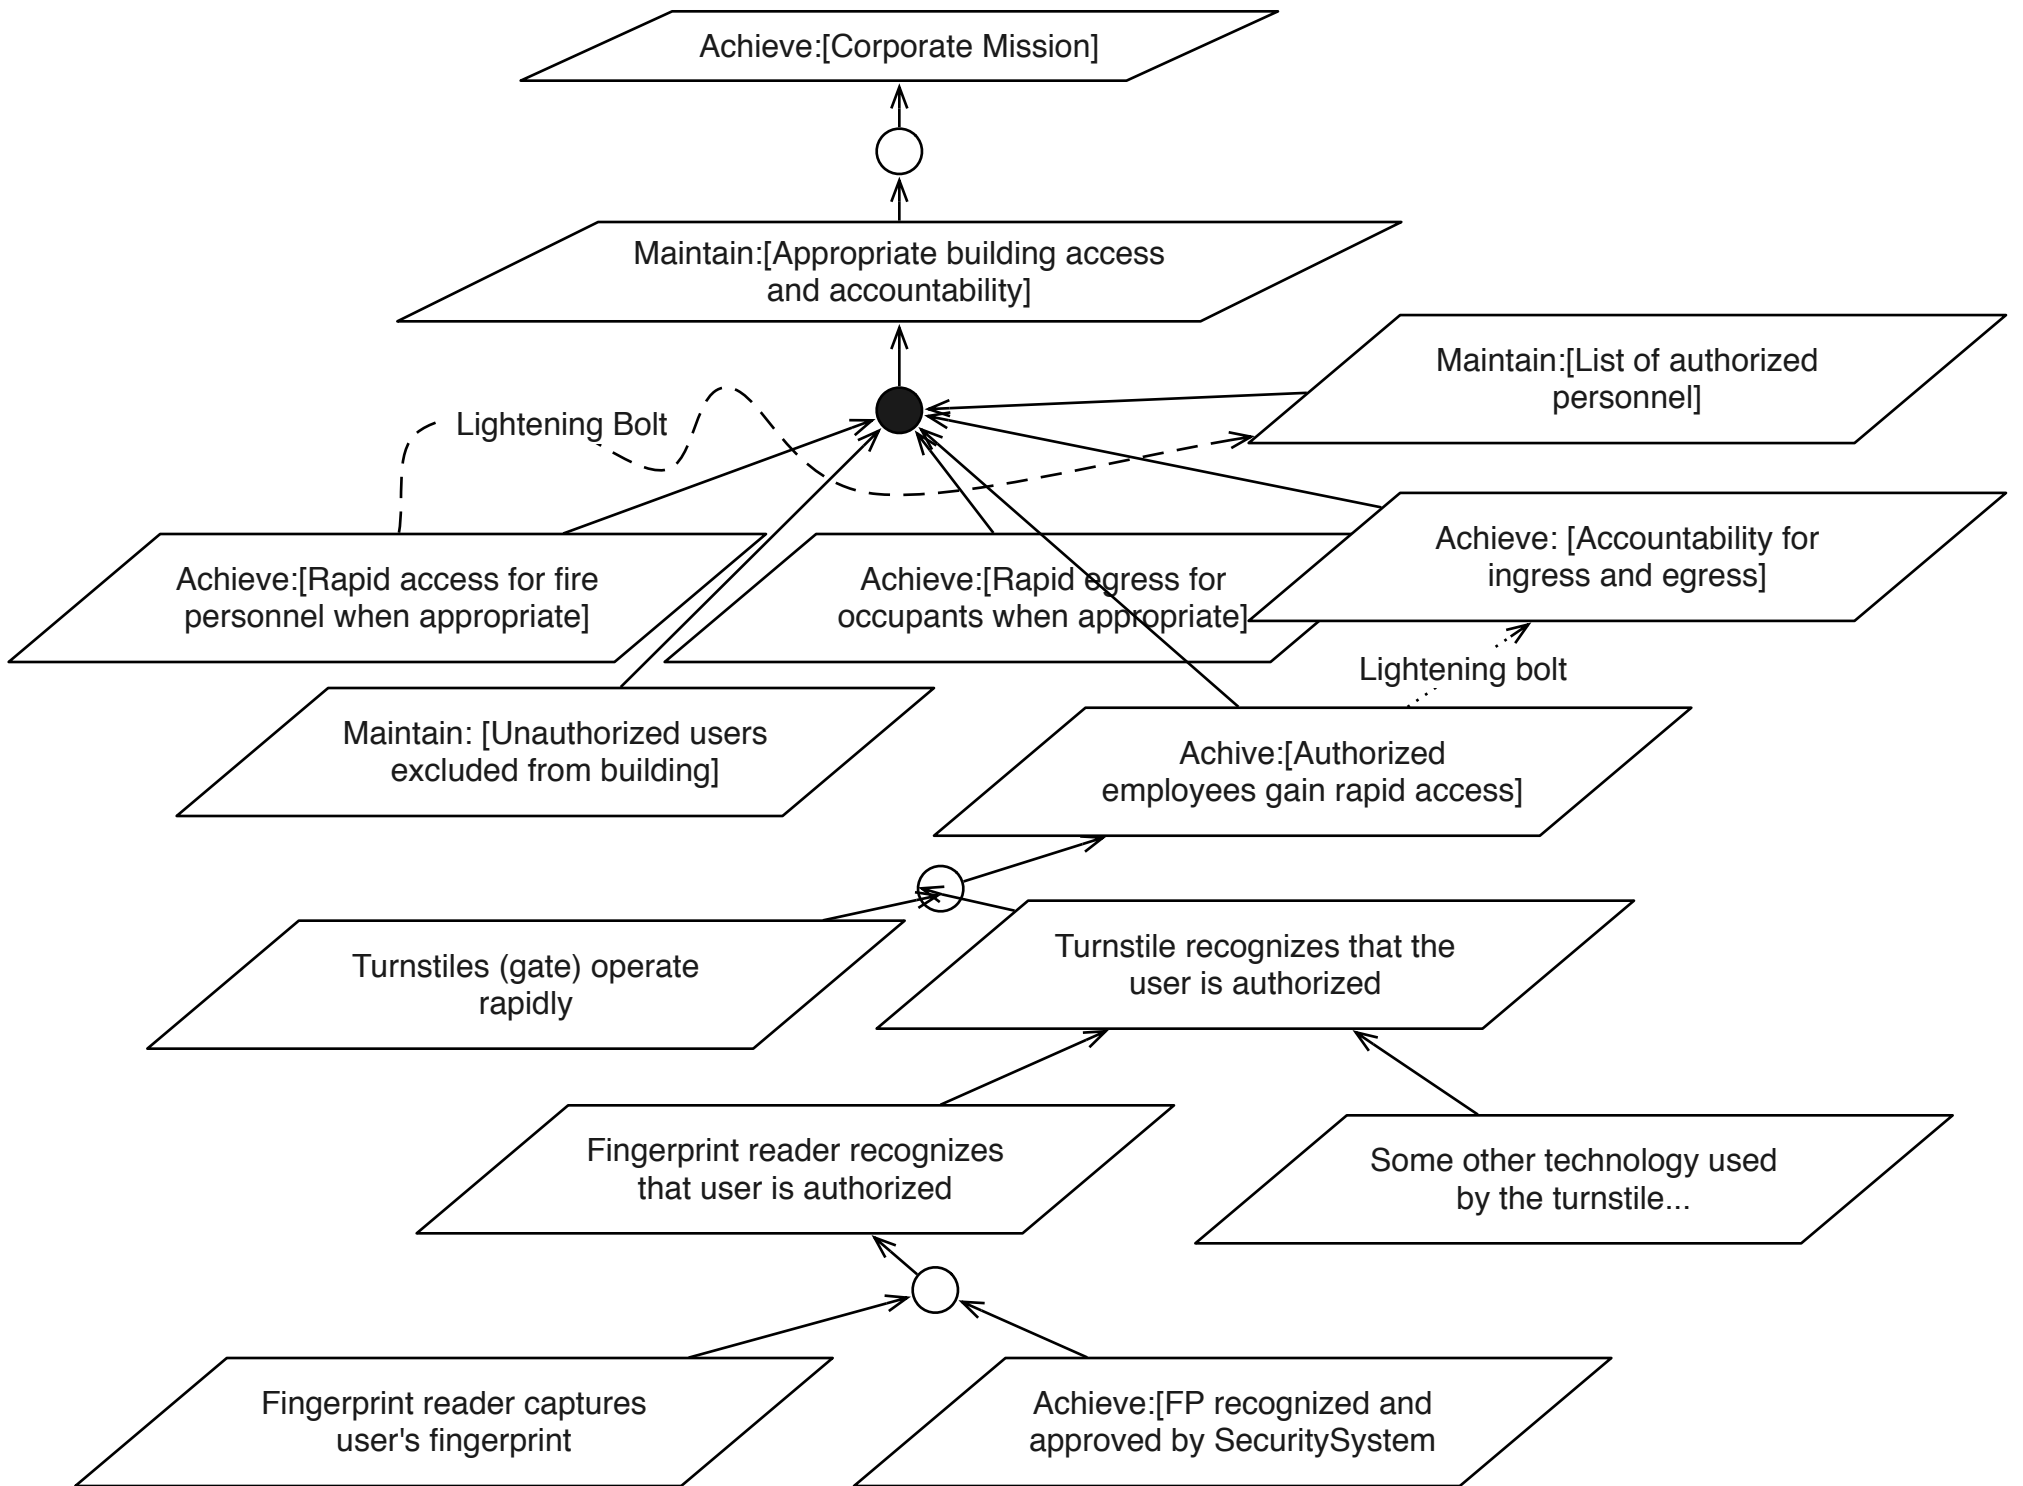 Achieve:[Corporate Mission]
Maintain:[Appropriate building access
and accountability]
Maintain:[List of authorized
personnel]
Lightening Bolt
Achieve: [Accountability for
ingress and egress]
Achieve:[Rapid access for fire
personnel when appropriate]
Achieve:[Rapid egress for
occupants when appropriate]
Lightening bolt
Maintain: [Unauthorized users
excluded from building]
Achive:[Authorized
employees gain rapid access]
Turnstiles (gate) operate
rapidly
Turnstile recognizes that the
user is authorized
Fingerprint reader recognizes
that user is authorized
Some other technology used
by the turnstile...
Fingerprint reader captures
user's fingerprint
Achieve:[FP recognized and
approved by SecuritySystem